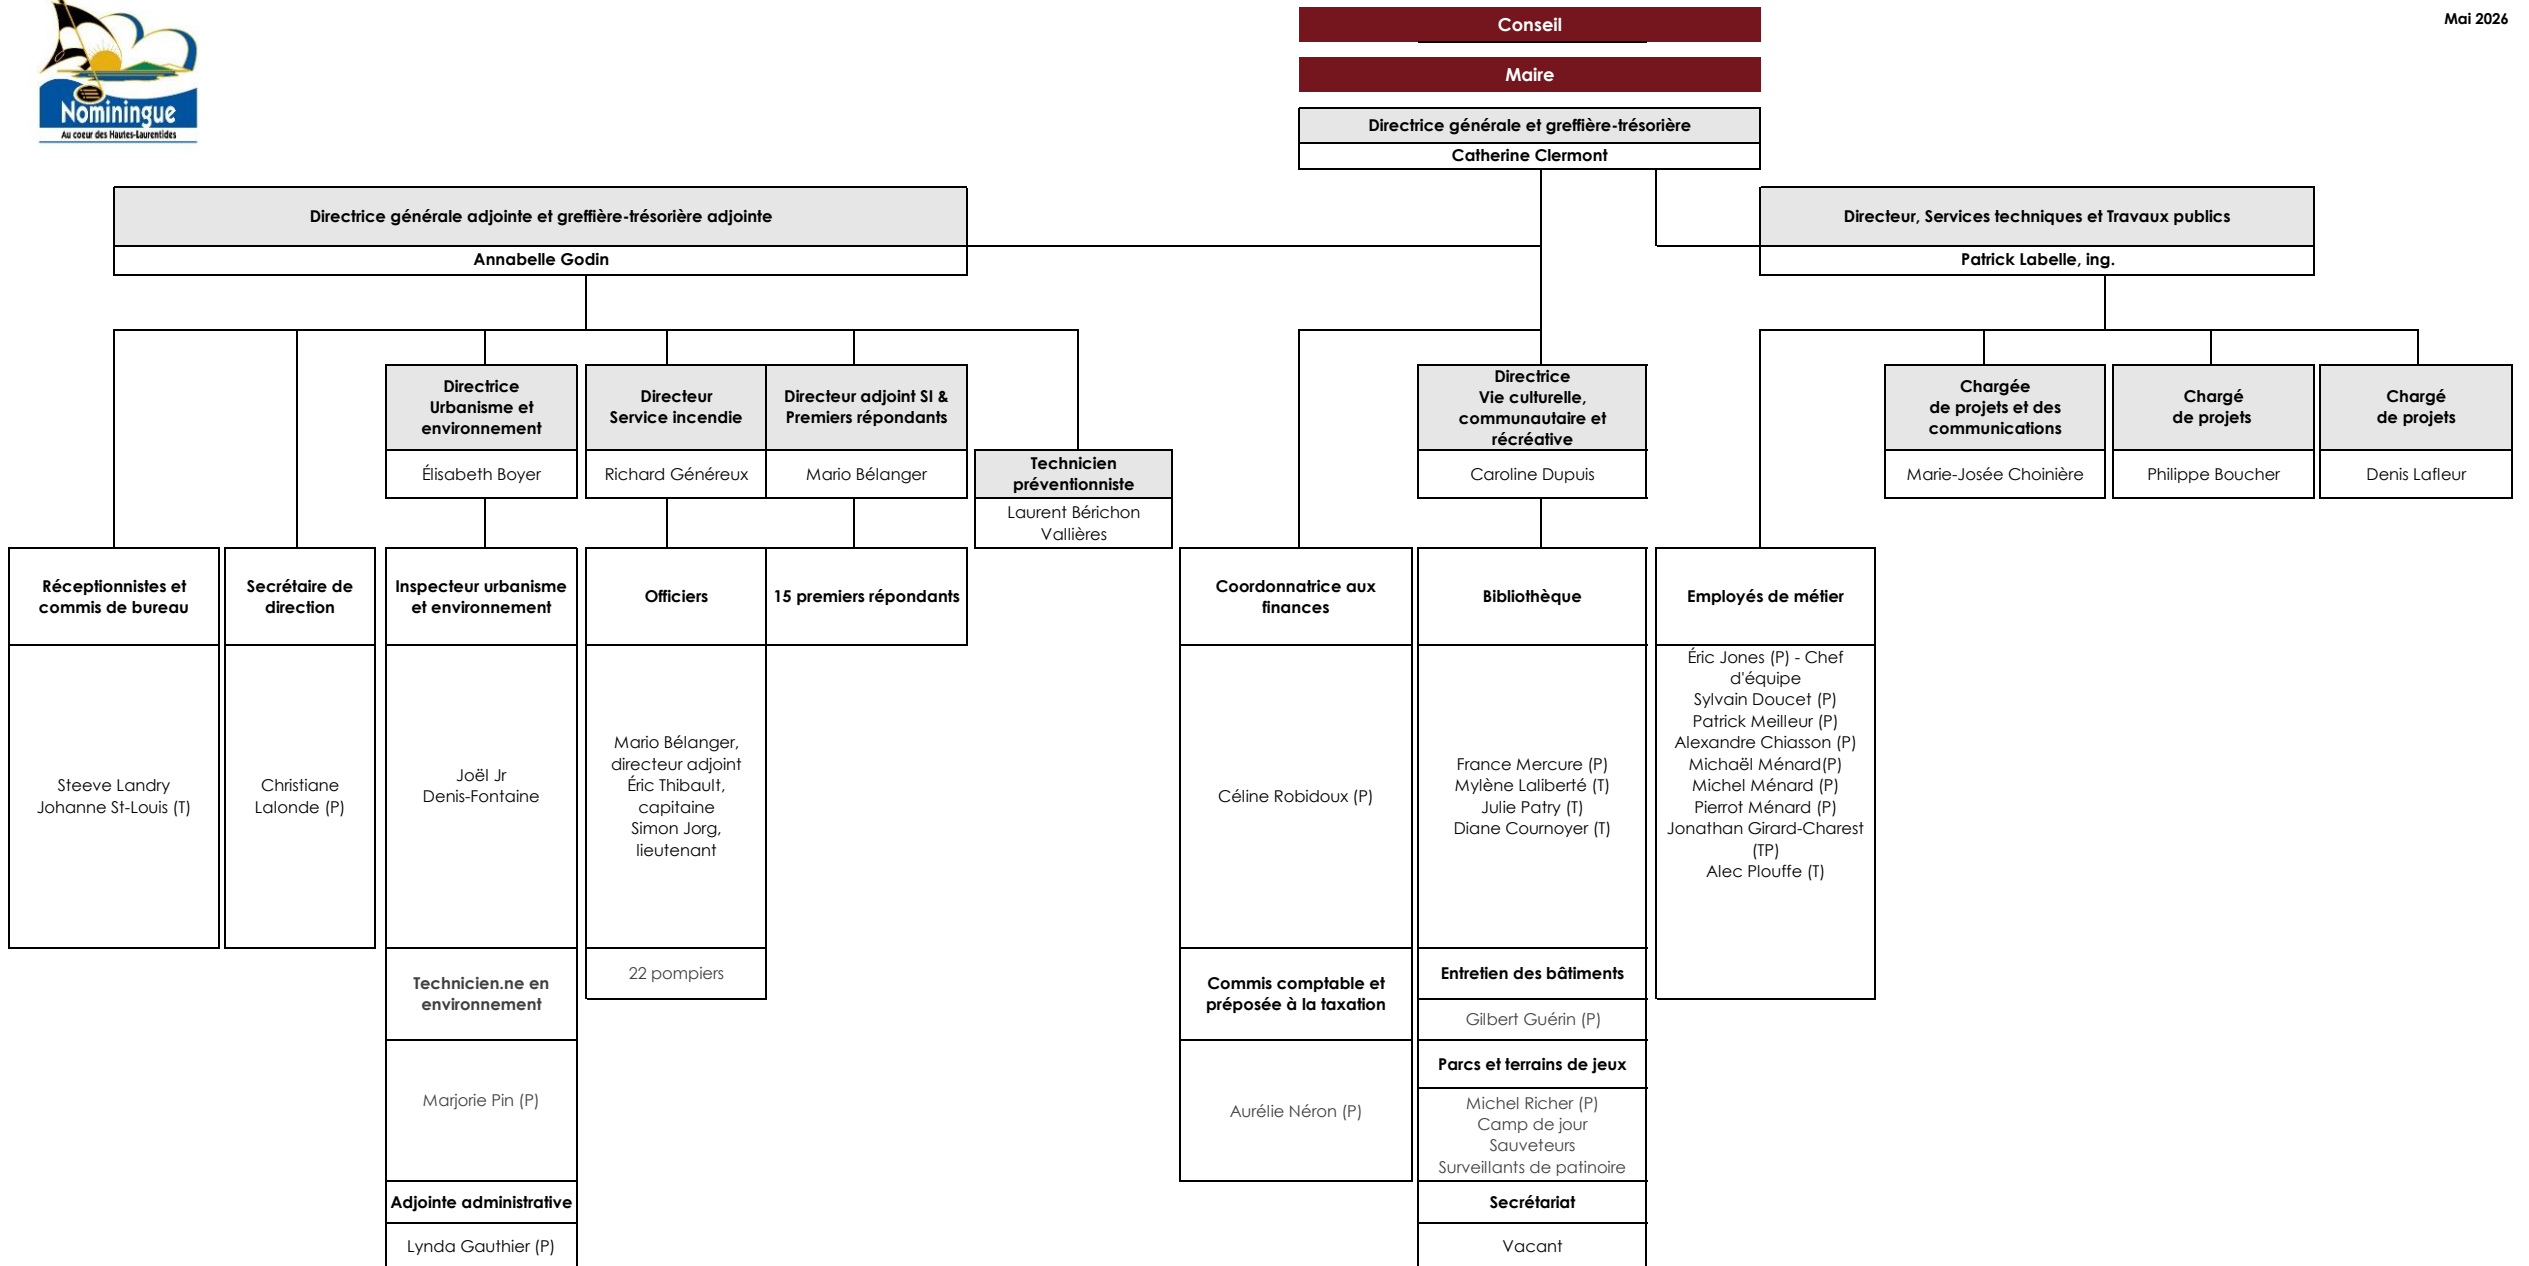 Nominingue
Au coeur des Hautes-Laurentides
Mai 2026
Conseil
Maire
Directrice générale et greffière-trésorière
Catherine Clermont
Directrice générale adjointe et greffière-trésorière adjointe
Annabelle Godin
Directeur, Services techniques et Travaux publics
Patrick Labelle, ing.
Directrice
Urbanisme et
environnement
Élisabeth Boyer
Directeur
Service incendie
Richard Généreux
Directeur adjoint SI &
Premiers répondants
Mario Bélanger
Technicien
préventionniste
Laurent Bérichon
Vallières
Directrice
Vie culturelle,
communautaire et
récréative
Caroline Dupuis
Chargée
de projets et des
communications
Marie-Josée Choinière
Chargé
de projets
Philippe Boucher
Chargé
de projets
Denis Lafleur
Réceptionnistes et
commis de bureau
Steeve Landry
Johanne St-Louis (T)
Secrétaire de
direction
Christiane
Lalonde (P)
Inspecteur urbanisme
et environnement
Joël Jr
Denis-Fontaine
Technicien.ne en
environnement
Marjorie Pin (P)
Adjointe administrative
Lynda Gauthier (P)
Officiers
Mario Bélanger,
directeur adjoint
Éric Thibault,
capitaine
Simon Jorg,
lieutenant
22 pompiers
15 premiers répondants
Coordonnatrice aux
finances
Céline Robidoux (P)
Commis comptable et
préposée à la taxation
Aurélie Néron (P)
Bibliothèque
France Mercure (P)
Mylène Laliberté (T)
Julie Patry (T)
Diane Cournoyer (T)
Entretien des bâtiments
Gilbert Guérin (P)
Parcs et terrains de jeux
Michel Richer (P)
Camp de jour
Sauveteurs
Surveillants de patinoire
Secrétariat
Vacant
Employés de métier
Éric Jones (P) - Chef
d'équipe
Sylvain Doucet (P)
Patrick Meilleur (P)
Alexandre Chiasson (P)
Michaël Ménard(P)
Michel Ménard (P)
Pierrot Ménard (P)
Jonathan Girard-Charest
(TP)
Alec Plouffe (T)